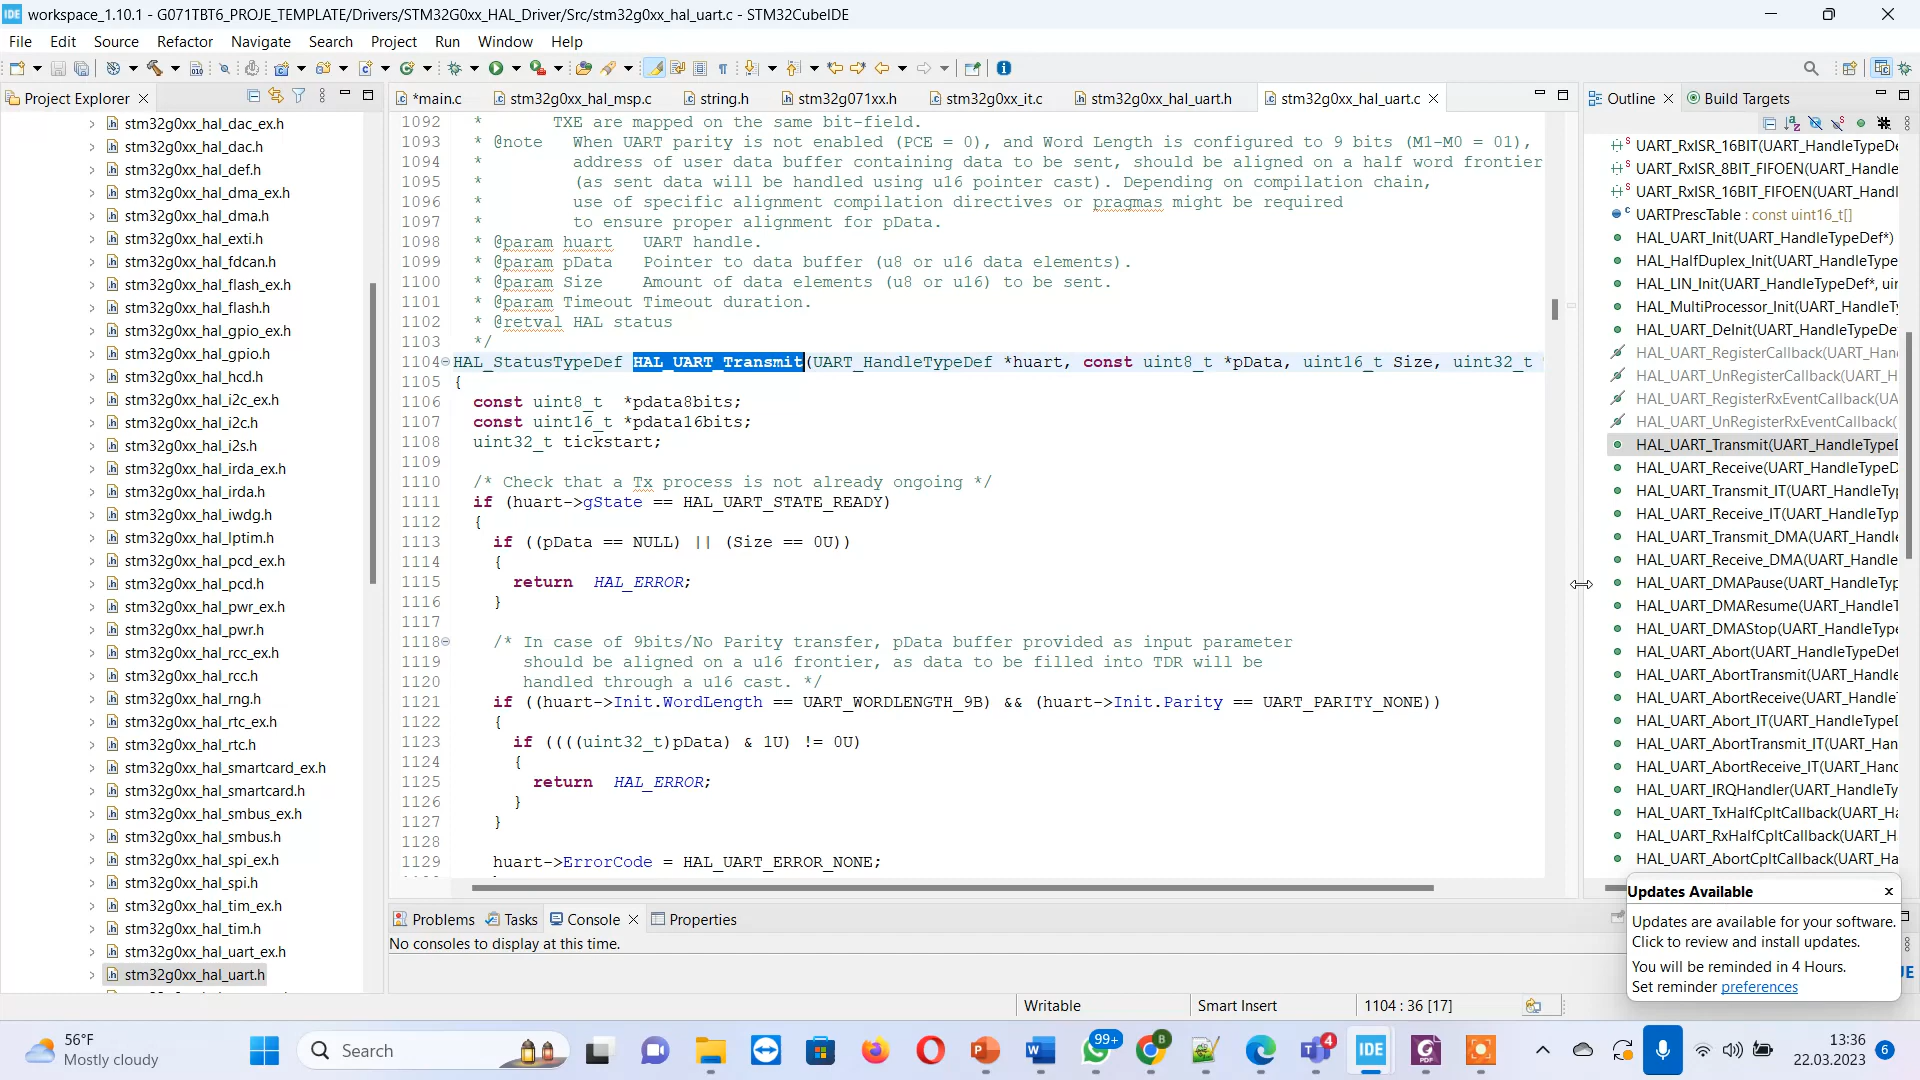 workspace_1.10.1 - G071TBT6_PROJE_TEMPLATE/Drivers/STM32G0xx_HAL_Driver/Src/stm32g0xx_hal_uart.c - STM32CubeIDE
File Edit Source Refactor Navigate Search Project Run Window Help
Project Explorer
stm32g0xx_hal_dac_ex.h
stm32g0xx_hal_dac.h
stm32g0xx_hal_def.h
stm32g0xx_hal_dma_ex.h
stm32g0xx_hal_dma.h
stm32g0xx_hal_exti.h
stm32g0xx_hal_fdcan.h
stm32g0xx_hal_flash_ex.h
stm32g0xx_hal_flash.h
stm32g0xx_hal_gpio_ex.h
stm32g0xx_hal_gpio.h
stm32g0xx_hal_hcd.h
stm32g0xx_hal_i2c_ex.h
stm32g0xx_hal_i2c.h
stm32g0xx_hal_i2s.h
stm32g0xx_hal_irda_ex.h
stm32g0xx_hal_irda.h
stm32g0xx_hal_iwdg.h
stm32g0xx_hal_lptim.h
stm32g0xx_hal_pcd_ex.h
stm32g0xx_hal_pcd.h
stm32g0xx_hal_pwr_ex.h
stm32g0xx_hal_pwr.h
stm32g0xx_hal_rcc_ex.h
stm32g0xx_hal_rcc.h
stm32g0xx_hal_rng.h
stm32g0xx_hal_rtc_ex.h
stm32g0xx_hal_rtc.h
stm32g0xx_hal_smartcard_ex.h
stm32g0xx_hal_smartcard.h
stm32g0xx_hal_smbus_ex.h
stm32g0xx_hal_smbus.h
stm32g0xx_hal_spi_ex.h
stm32g0xx_hal_spi.h
stm32g0xx_hal_tim_ex.h
stm32g0xx_hal_tim.h
stm32g0xx_hal_uart_ex.h
stm32g0xx_hal_uart.h
*main.c stm32g0xx_hal_msp.c string.h stm32g071xx.h stm32g0xx_it.c stm32g0xx_hal_uart.h stm32g0xx_hal_uart.c
1092 * TXE are mapped on the same bit-field.
1093 * @note When UART parity is not enabled (PCE = 0), and Word Length is configured to 9 bits (M1-M0 = 01),
1094 * address of user data buffer containing data to be sent, should be aligned on a half word frontier
1095 * (as sent data will be handled using u16 pointer cast). Depending on compilation chain,
1096 * use of specific alignment compilation directives or pragmas might be required
1097 * to ensure proper alignment for pData.
1098 * @param huart UART handle.
1099 * @param pData Pointer to data buffer (u8 or u16 data elements).
1100 * @param Size Amount of data elements (u8 or u16) to be sent.
1101 * @param Timeout Timeout duration.
1102 * @retval HAL status
1103 */
1104 HAL_StatusTypeDef HAL_UART_Transmit(UART_HandleTypeDef *huart, const uint8_t *pData, uint16_t Size, uint32_t
1105 {
1106 const uint8_t *pdata8bits;
1107 const uint16_t *pdata16bits;
1108 uint32_t tickstart;
1109
1110 /* Check that a Tx process is not already ongoing */
1111 if (huart->gState == HAL_UART_STATE_READY)
1112 {
1113 if ((pData == NULL) || (Size == 0U))
1114 {
1115 return HAL_ERROR;
1116 }
1117
1118 /* In case of 9bits/No Parity transfer, pData buffer provided as input parameter
1119 should be aligned on a u16 frontier, as data to be filled into TDR will be
1120 handled through a u16 cast. */
1121 if ((huart->Init.WordLength == UART_WORDLENGTH_9B) && (huart->Init.Parity == UART_PARITY_NONE))
1122 {
1123 if ((((uint32_t)pData) & 1U) != 0U)
1124 {
1125 return HAL_ERROR;
1126 }
1127 }
1128
1129 huart->ErrorCode = HAL_UART_ERROR_NONE;
Outline Build Targets
UART_RxISR_16BIT(UART_HandleTypeDe
UART_RxISR_8BIT_FIFOEN(UART_Handle
UART_RxISR_16BIT_FIFOEN(UART_Handl
UARTPrescTable : const uint16_t[]
HAL_UART_Init(UART_HandleTypeDef*)
HAL_HalfDuplex_Init(UART_HandleType
HAL_LIN_Init(UART_HandleTypeDef*, uir
HAL_MultiProcessor_Init(UART_HandleTy
HAL_UART_DeInit(UART_HandleTypeDe
HAL_UART_RegisterCallback(UART_Han
HAL_UART_UnRegisterCallback(UART_H
HAL_UART_RegisterRxEventCallback(UA
HAL_UART_UnRegisterRxEventCallback(
HAL_UART_Transmit(UART_HandleTypeD
HAL_UART_Receive(UART_HandleTypeD
HAL_UART_Transmit_IT(UART_HandleTyp
HAL_UART_Receive_IT(UART_HandleTyp
HAL_UART_Transmit_DMA(UART_Handle
HAL_UART_Receive_DMA(UART_Handle
HAL_UART_DMAPause(UART_HandleTyp
HAL_UART_DMAResume(UART_HandleT
HAL_UART_DMAStop(UART_HandleType
HAL_UART_Abort(UART_HandleTypeDef
HAL_UART_AbortTransmit(UART_Handle
HAL_UART_AbortReceive(UART_HandleT
HAL_UART_Abort_IT(UART_HandleTypeD
HAL_UART_AbortTransmit_IT(UART_Han
HAL_UART_AbortReceive_IT(UART_Hand
HAL_UART_IRQHandler(UART_HandleTy
HAL_UART_TxHalfCpltCallback(UART_Ha
HAL_UART_RxHalfCpltCallback(UART_H
HAL_UART_AbortCpltCallback(UART_Ha
Problems Tasks Console Properties
No consoles to display at this time.
Updates Available
Updates are available for your software.
Click to review and install updates.
You will be reminded in 4 Hours.
Set reminder preferences
Writable Smart Insert 1104 : 36 [17]
56°F
Mostly cloudy
Search
99+
4
IDE
13:36
22.03.2023
6